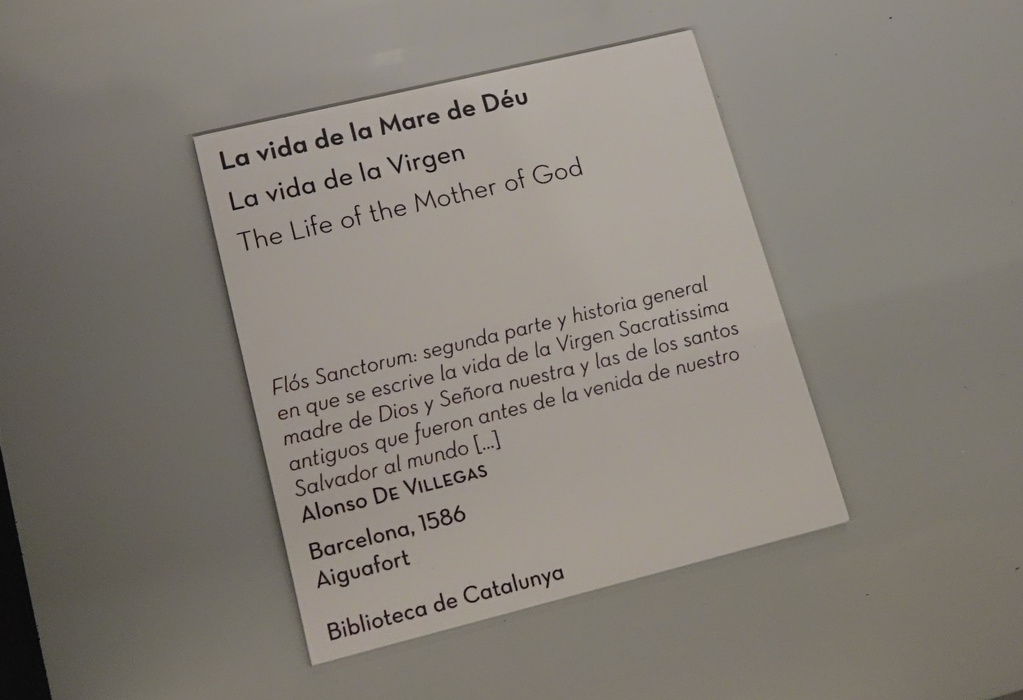 La vida de la Mare de Déu
La vida de la Virgen
The Life of the Mother of God
Flós Sanctorum: segunda parte y historia general
en que se escrive la vida de la Virgen Sacratissima
madre de Dios y Señora nuestra y las de los santos
antiguos que fueron antes de la venida de nuestro
Salvador al mundo [...]
Alonso DE VILLEGAS
Barcelona, 1586
Aiguafort
Biblioteca de Catalunya